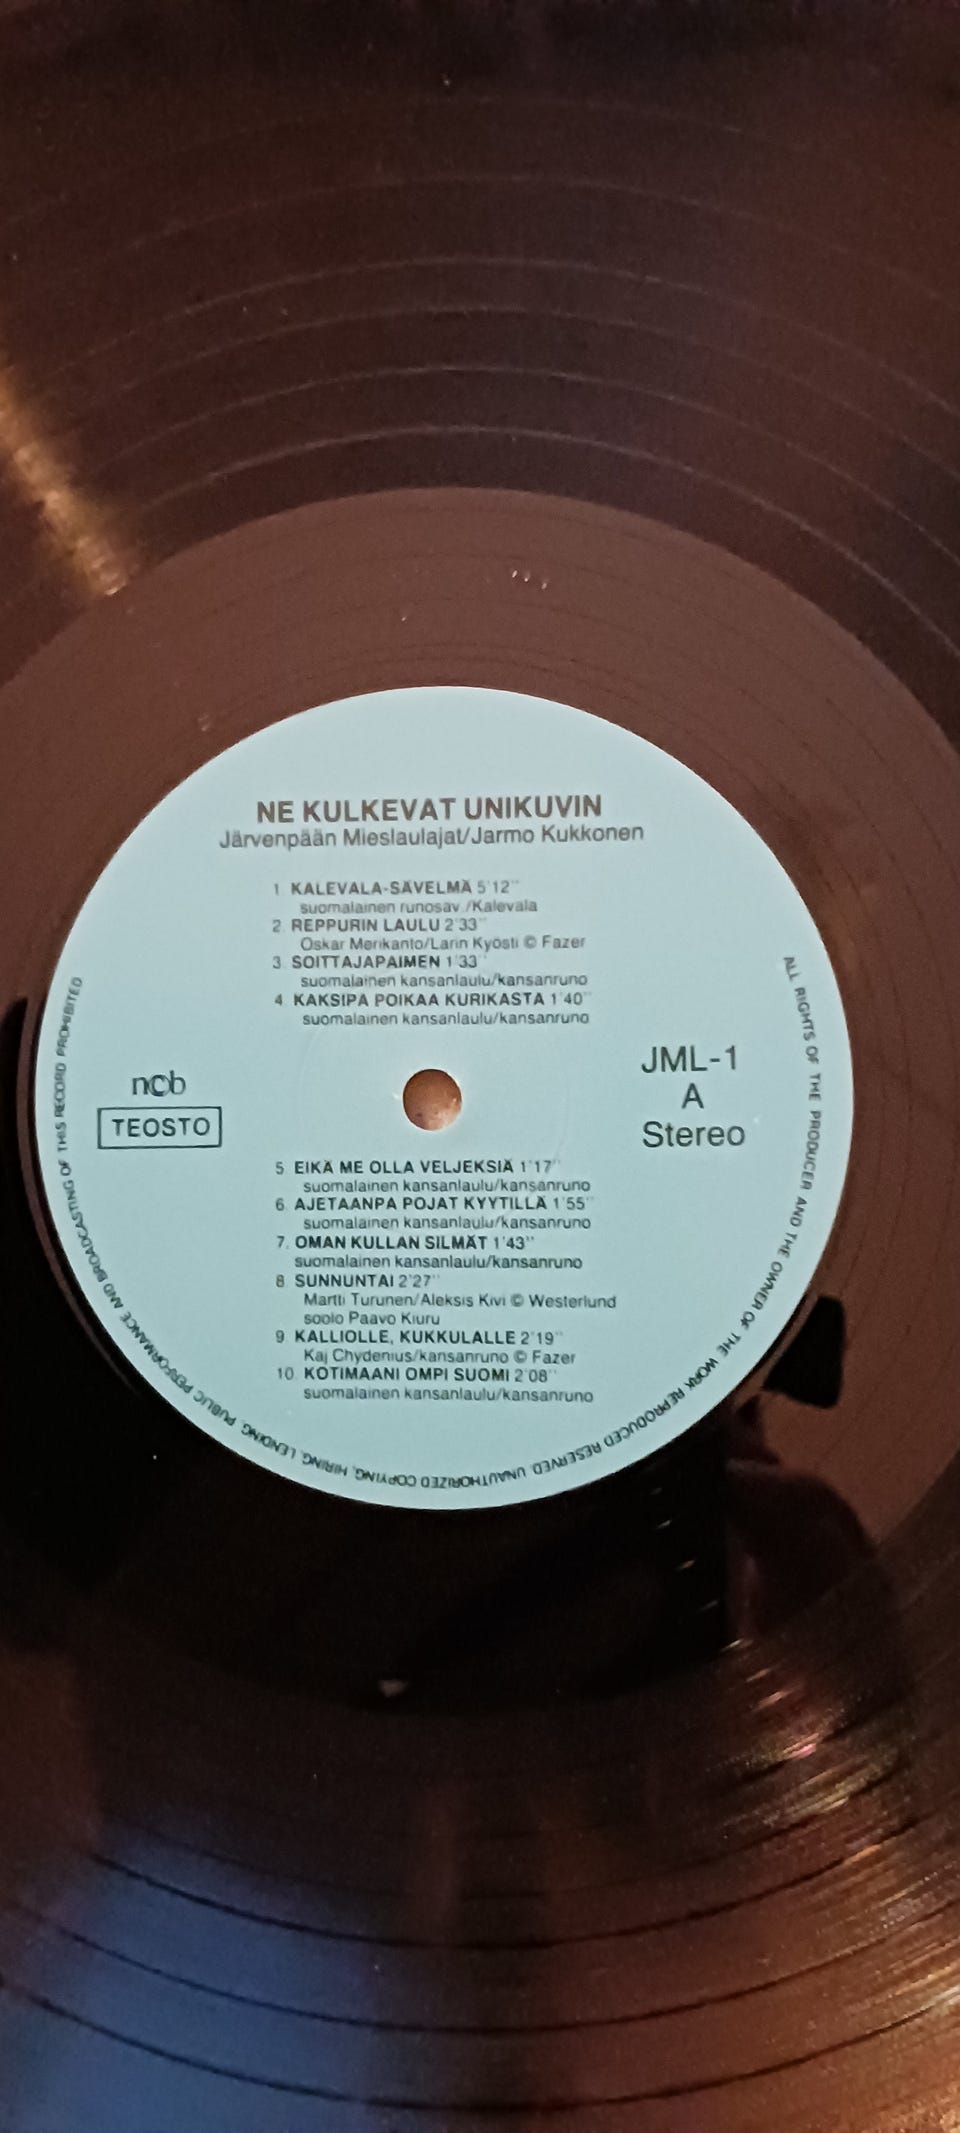 NE KULKEVAT UNIKUVIN
Järvenpään Mieslaulajat/Jarmo Kukkonen
1. KALEVALA-SÄVELMÄ 5'12''
suomalainen runosäv./Kalevala
2. REPPURIN LAULU 2'33''
Oskar Merikanto/Larin Kyösti © Fazer
3. SOITTAJAPAIMEN 1'33''
suomalainen kansanlaulu/kansanruno
4. KAKSIPA POIKAA KURIKASTA 1'40''
suomalainen kansanlaulu/kansanruno
ncb
TEOSTO
JML-1
A
Stereo
5. EIKÄ ME OLLA VELJEKSIÄ 1'17''
suomalainen kansanlaulu/kansanruno
6. AJETAANPA POJAT KYYTILLÄ 1'55''
suomalainen kansanlaulu/kansanruno
7. OMAN KULLAN SILMÄT 1'43''
suomalainen kansanlaulu/kansanruno
8. SUNNUNTAI 2'27''
Martti Turunen/Aleksis Kivi © Westerlund
soolo Paavo Kiuru
9. KALLIOLLE, KUKKULALLE 2'19''
Kaj Chydenius/kansanruno © Fazer
10. KOTIMAANI OMPI SUOMI 2'08''
suomalainen kansanlaulu/kansanruno
ALL RIGHTS OF THE PRODUCER AND THE OWNER OF THE WORK REPRODUCED RESERVED. UNAUTHORIZED COPYING, HIRING, LENDING, PUBLIC PERFORMANCE AND BROADCASTING OF THIS RECORD PROHIBITED